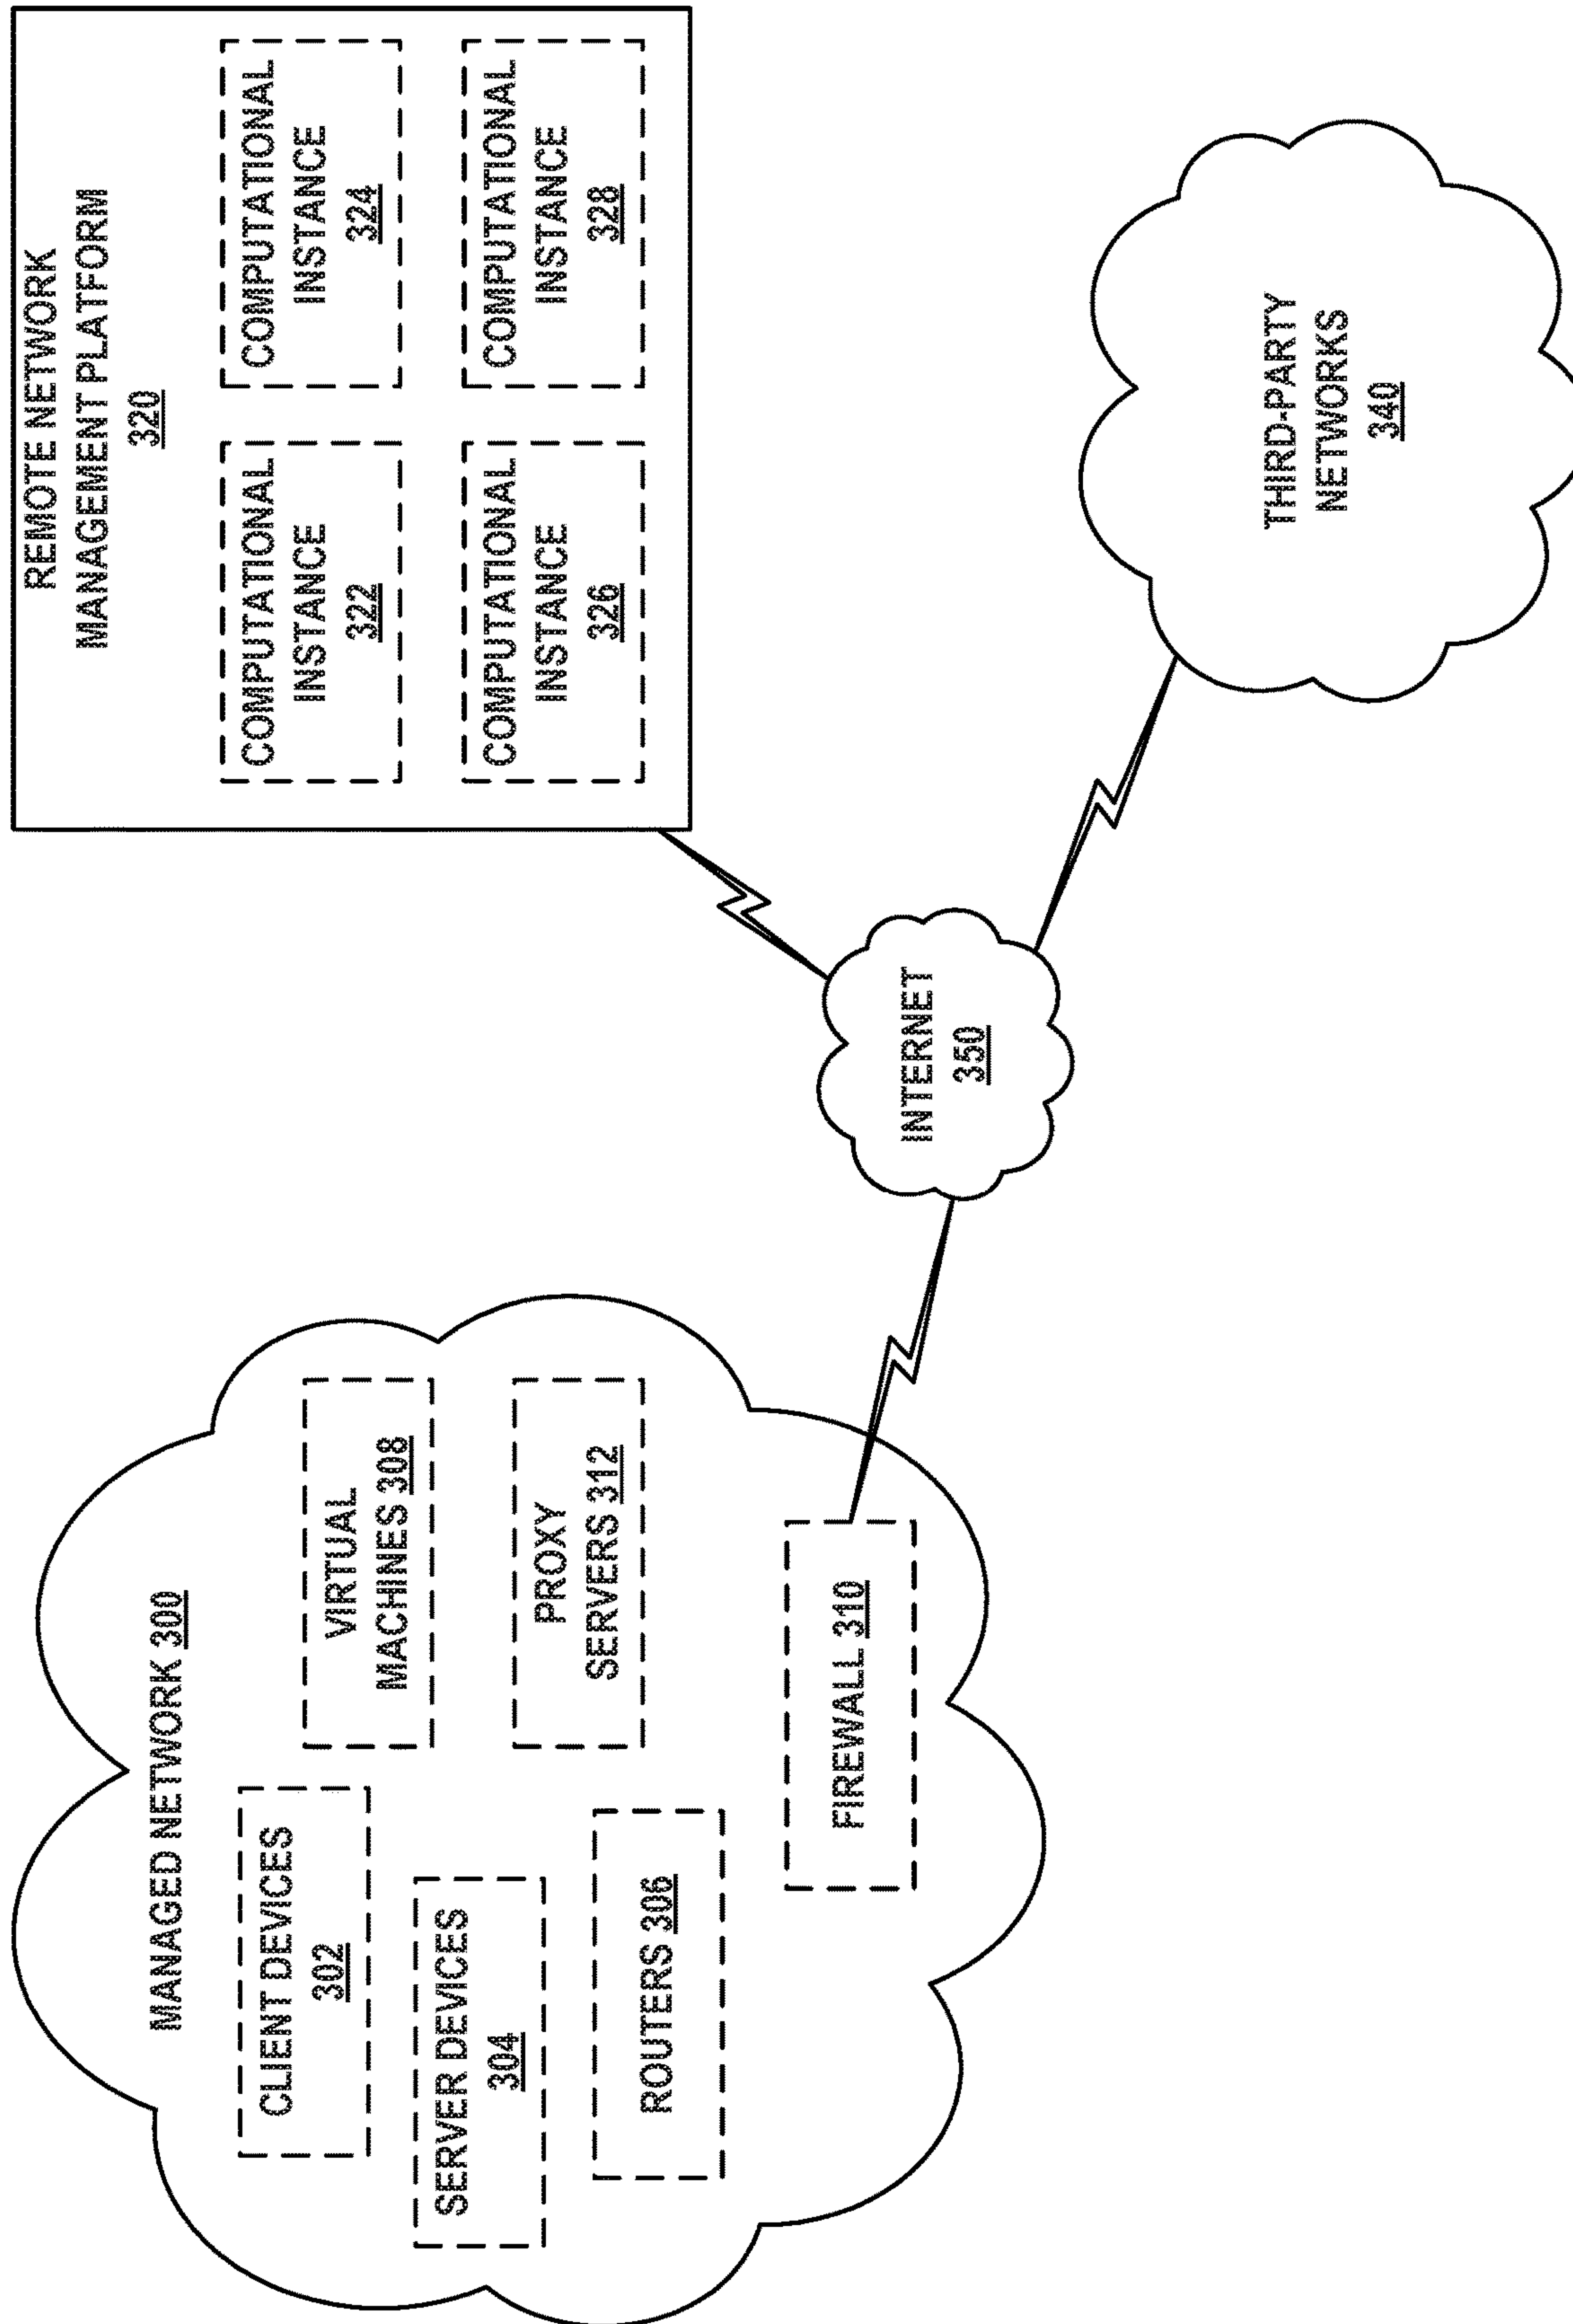 MANAGED NETWORK 300
CLIENT DEVICES
302
VIRTUAL
MACHINES 308
SERVER DEVICES
304
PROXY
SERVERS 312
ROUTERS 306
FIREWALL 310
INTERNET
350
REMOTE NETWORK
MANAGEMENT PLATFORM
320
COMPUTATIONAL
INSTANCE
322
COMPUTATIONAL
INSTANCE
324
COMPUTATIONAL
INSTANCE
326
COMPUTATIONAL
INSTANCE
328
THIRD-PARTY
NETWORKS
340